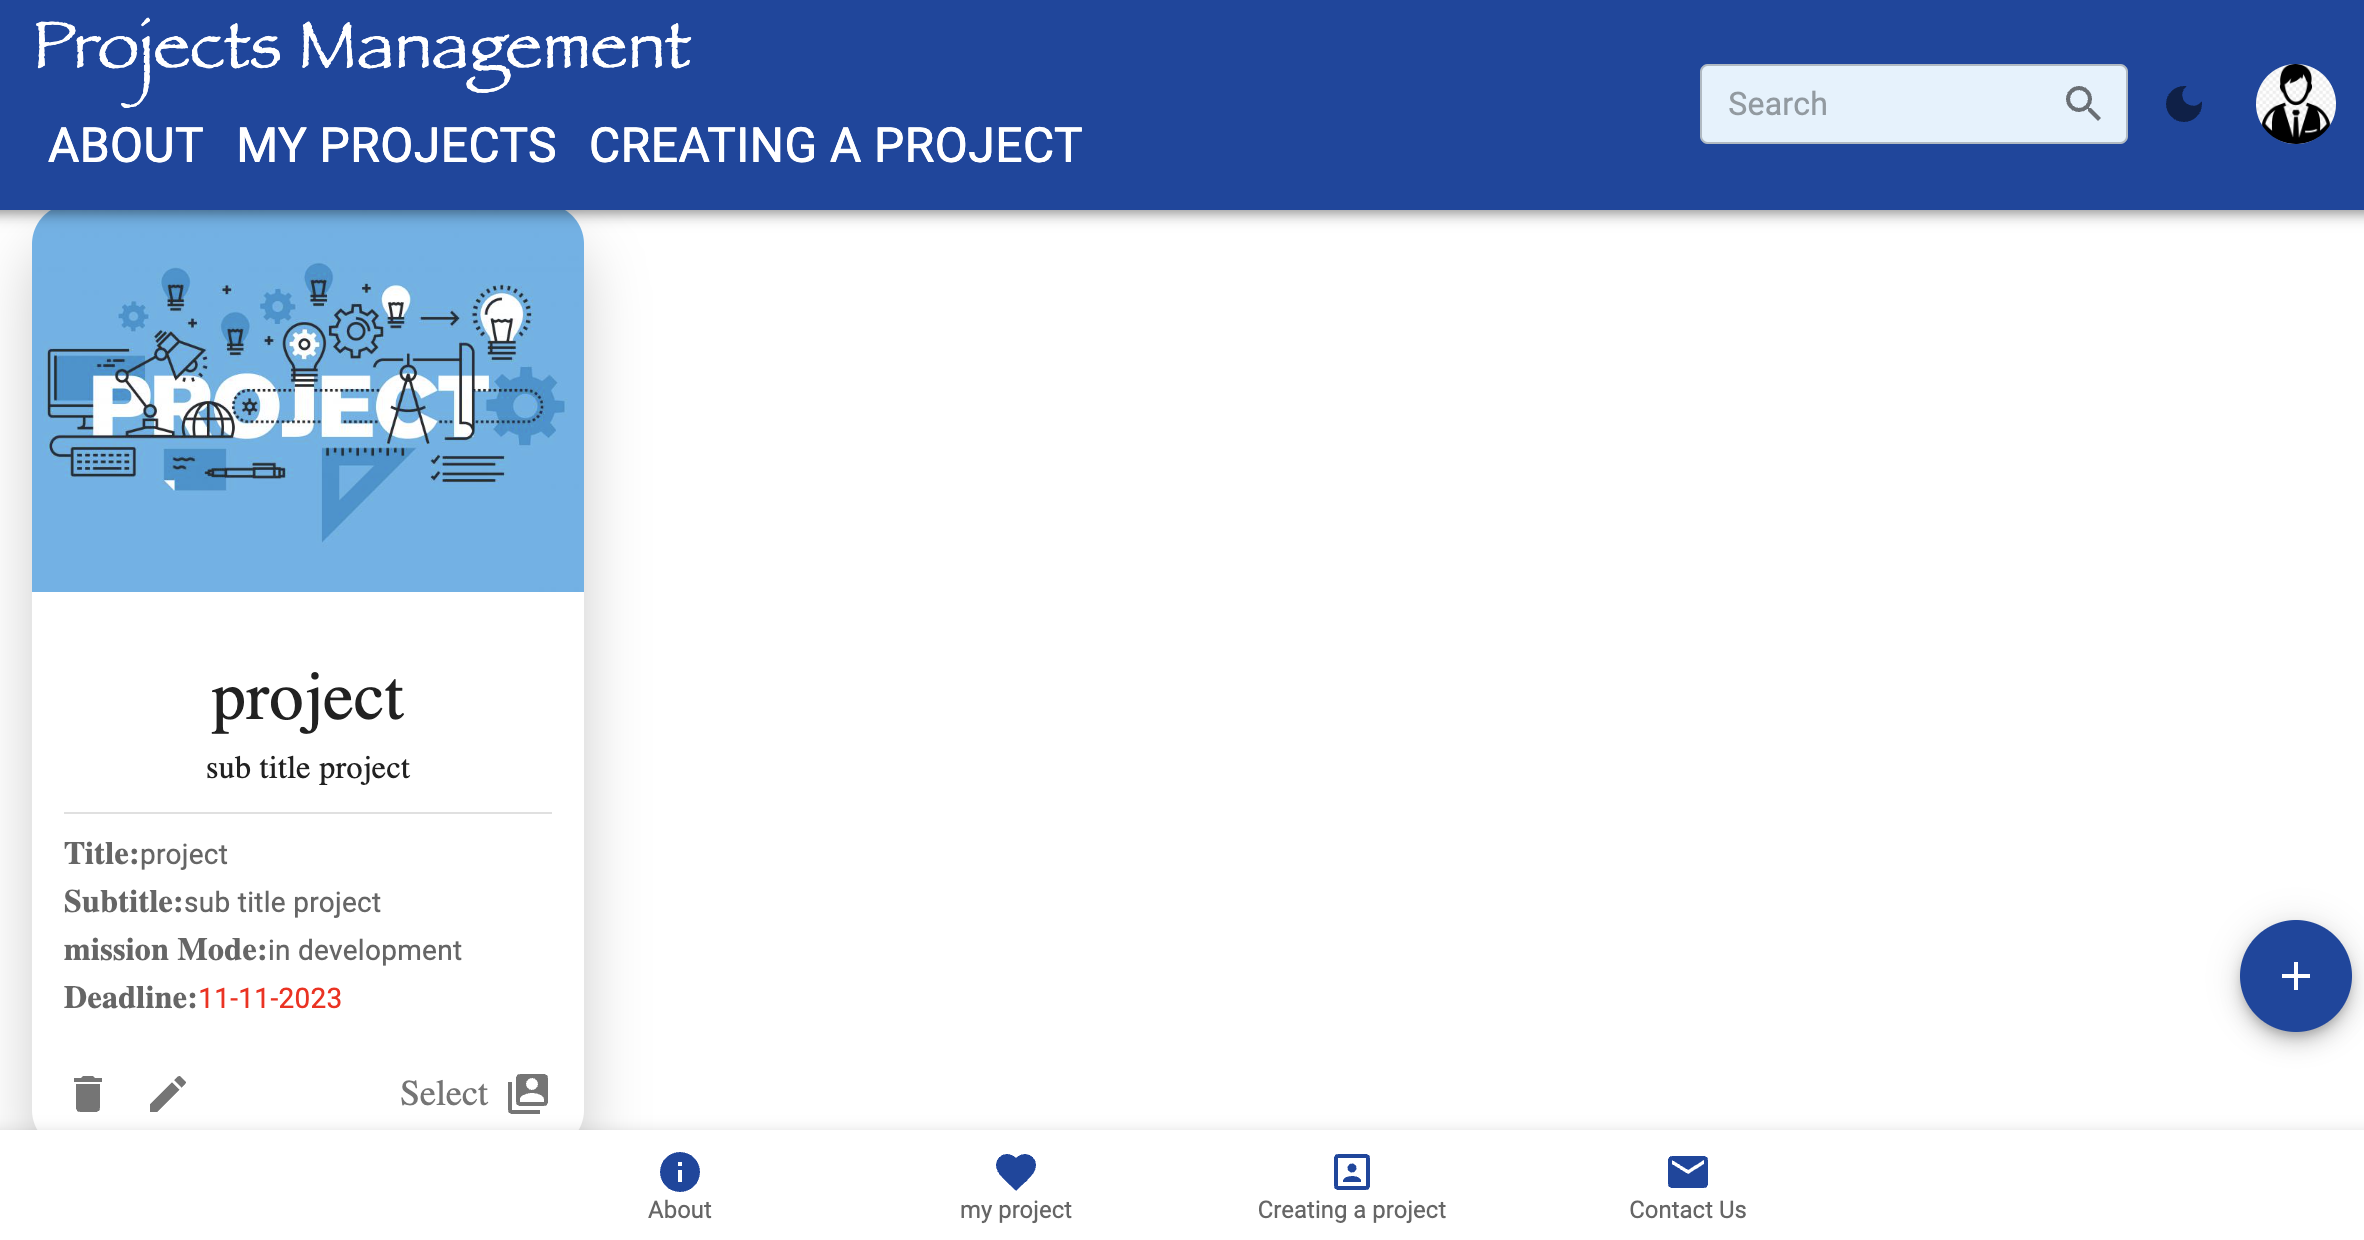 Projects Management
ABOUT MY PROJECTS CREATING A PROJECT
Search
PROJECT
project
sub title project
Title:project
Subtitle:sub title project
mission Mode:in development
Deadline:11-11-2023
Select
About
my project
Creating a project
Contact Us